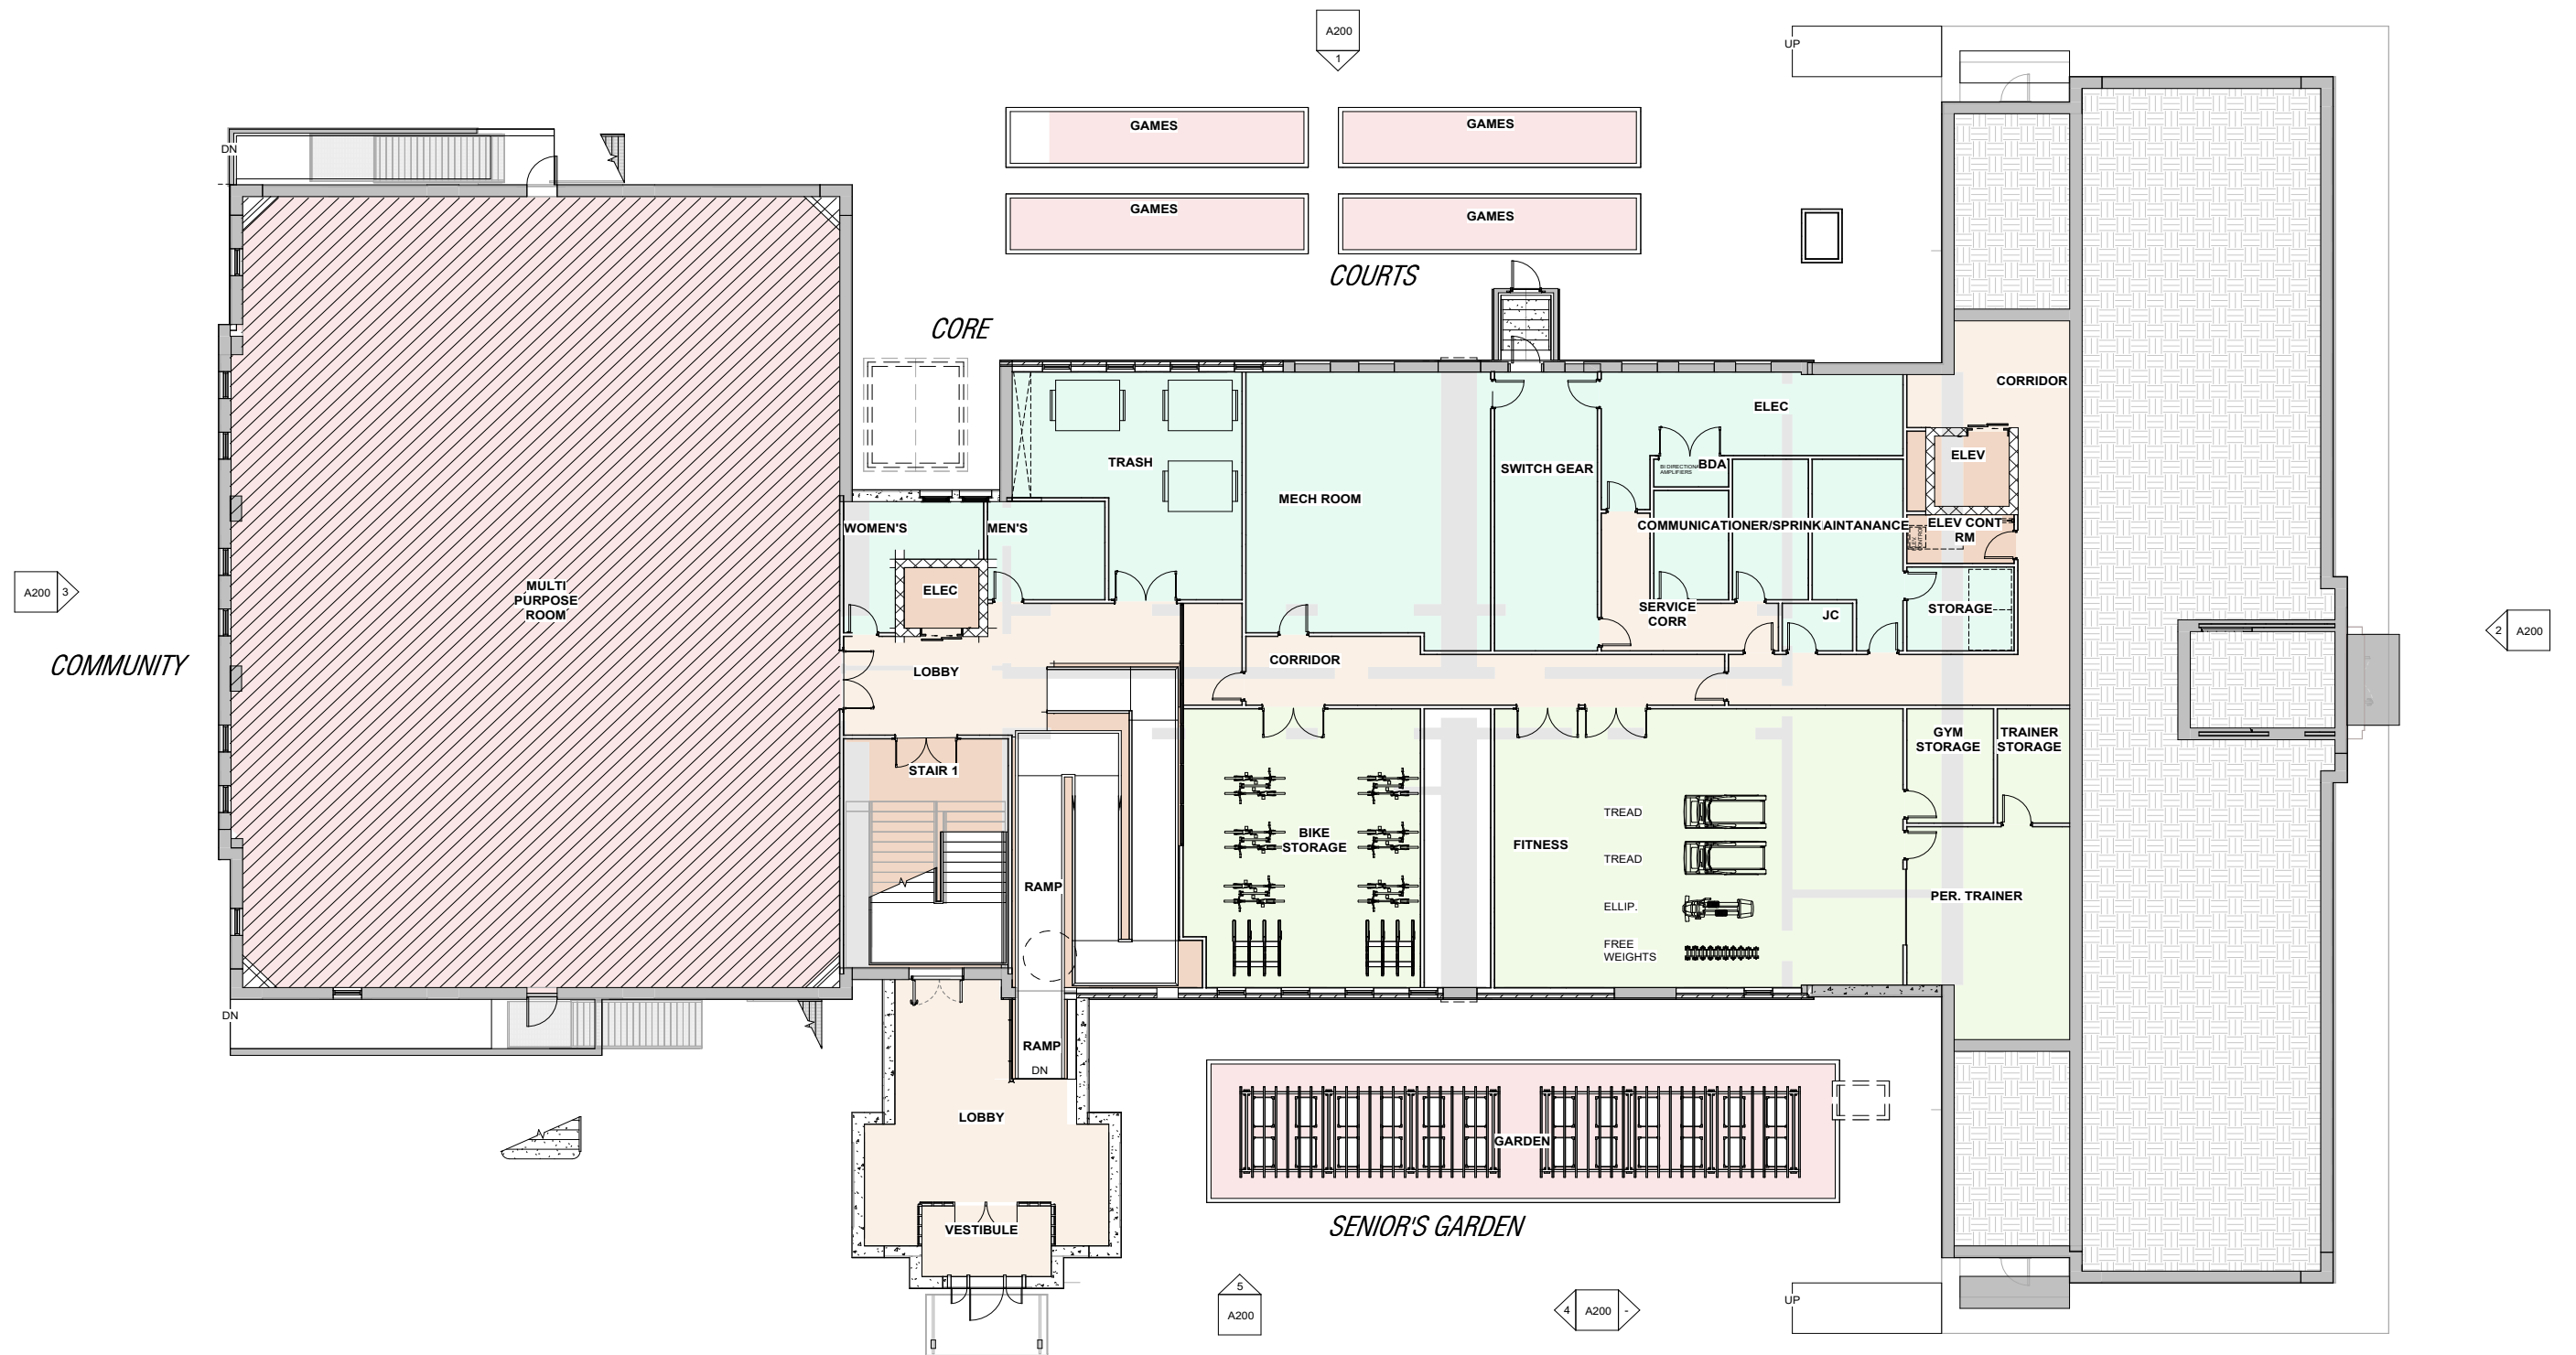 A200
1
UP
GAMES
GAMES
DN
GAMES
GAMES
COURTS
CORE
CORRIDOR
ELEC
ELEV
TRASH
BDA
BI DIRECTIONAL
AMPLIFIERS
SWITCH GEAR
MECH ROOM
WOMEN'S
MEN'S
COMMUNICATIONER/SPRINKAINTANANCE
ELEV CONT
RM
ELEC
MULTI
PURPOSE
ROOM
A200
3
SERVICE
CORR
JC
STORAGE
2
A200
COMMUNITY
LOBBY
CORRIDOR
GYM
STORAGE
TRAINER
STORAGE
STAIR 1
TREAD
BIKE
STORAGE
FITNESS
TREAD
RAMP
PER. TRAINER
ELLIP.
FREE
WEIGHTS
DN
RAMP
DN
LOBBY
GARDEN
VESTIBULE
SENIOR'S GARDEN
5
A200
4
A200
-
UP